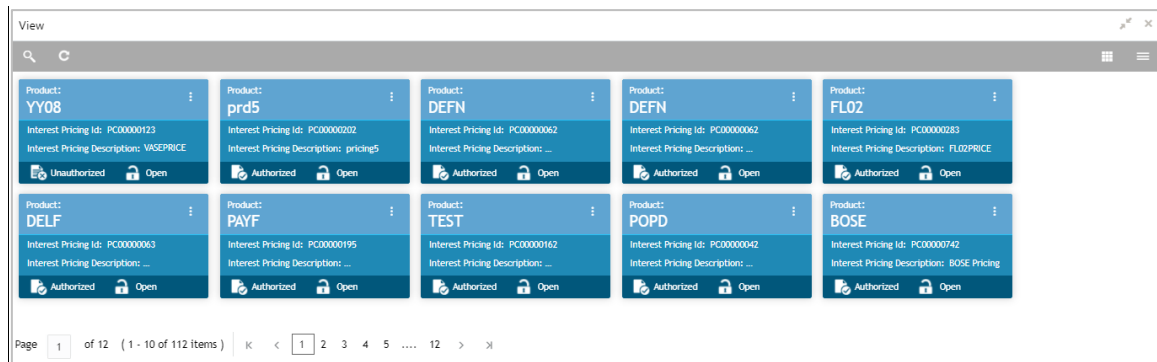 View
Product: Product: Product: Product: Product:
YY08 prd5 DEFN DEFN FL02
Interest Pricing Id: PC00000123 Interest Pricing Id: PC00000202 Interest Pricing Id: PC00000062 Interest Pricing Id: PC00000062 Interest Pricing Id: PC00000283
Interest Pricing Description: VASEPRICE Interest Pricing Description: pricing5 Interest Pricing Description: ... Interest Pricing Description: ... Interest Pricing Description: FL02PRICE
Unauthorized Open Authorized Open Authorized Open Authorized Open Authorized Open
Product: Product: Product: Product: Product:
DELF PAYF TEST POPD BOSE
Interest Pricing Id: PC00000063 Interest Pricing Id: PC00000195 Interest Pricing Id: PC00000162 Interest Pricing Id: PC00000042 Interest Pricing Id: PC00000742
Interest Pricing Description: ... Interest Pricing Description: ... Interest Pricing Description: ... Interest Pricing Description: ... Interest Pricing Description: BOSE Pricing
Authorized Open Authorized Open Authorized Open Authorized Open Authorized Open
Page 1 of 12 ( 1 - 10 of 112 items ) 1 2 3 4 5 .... 12